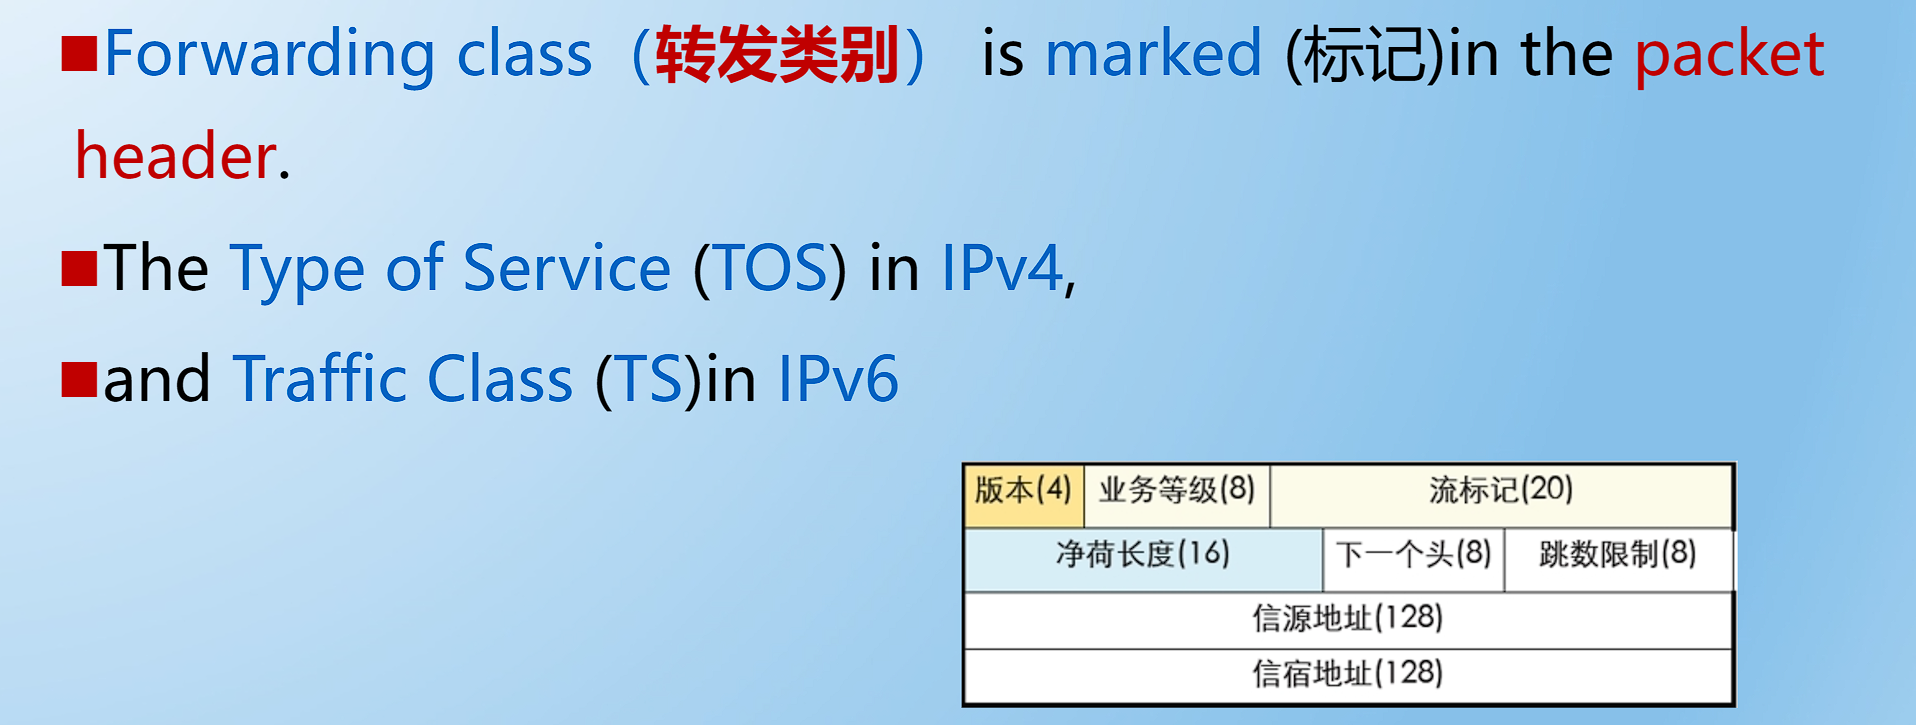 ■Forwarding class（转发类别） is marked (标记)in the packet
header.
■The Type of Service (TOS) in IPv4,
■and Traffic Class (TS)in IPv6
版本(4) 业务等级(8) 流标记(20)
净荷长度(16) 下一个头(8) 跳数限制(8)
信源地址(128)
信宿地址(128)